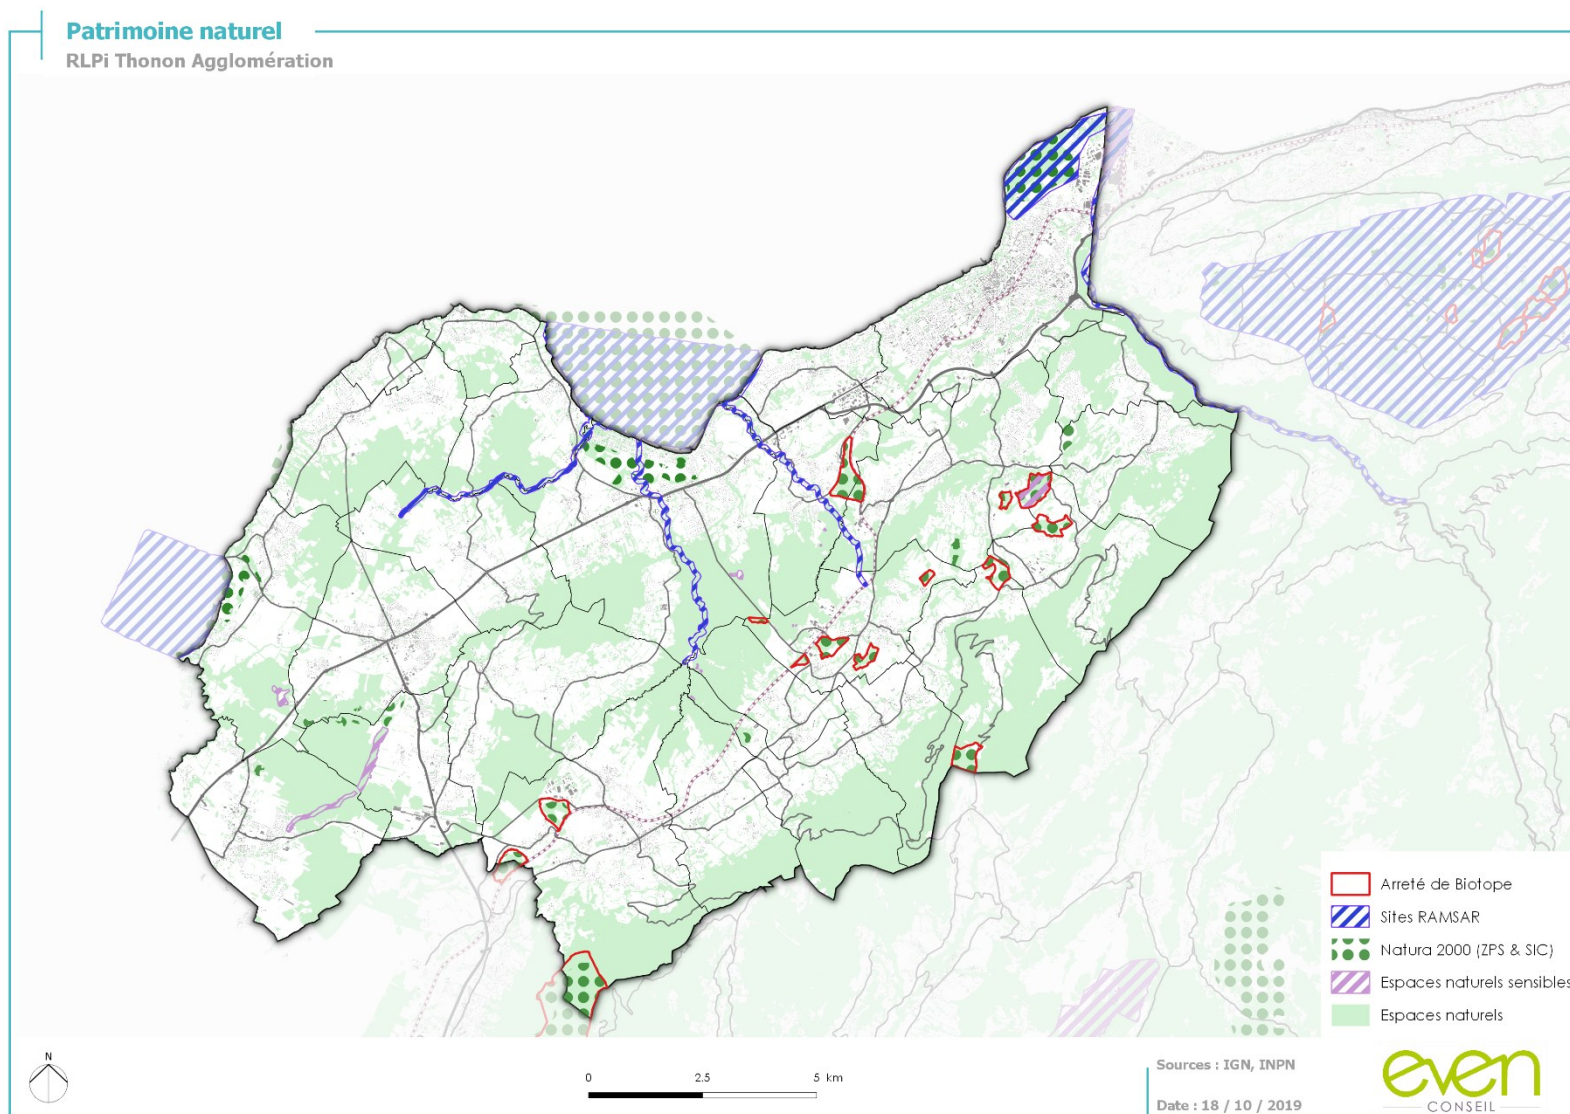 Patrimoine naturel
RLPi Thonon Agglomération
Arreté de Biotope
Sites RAMSAR
Natura 2000 (ZPS & SIC)
Espaces naturels sensibles
Espaces naturels
N
0 2.5 5 km
Sources : IGN, INPN
Date : 18 / 10 / 2019
even
CONSEIL